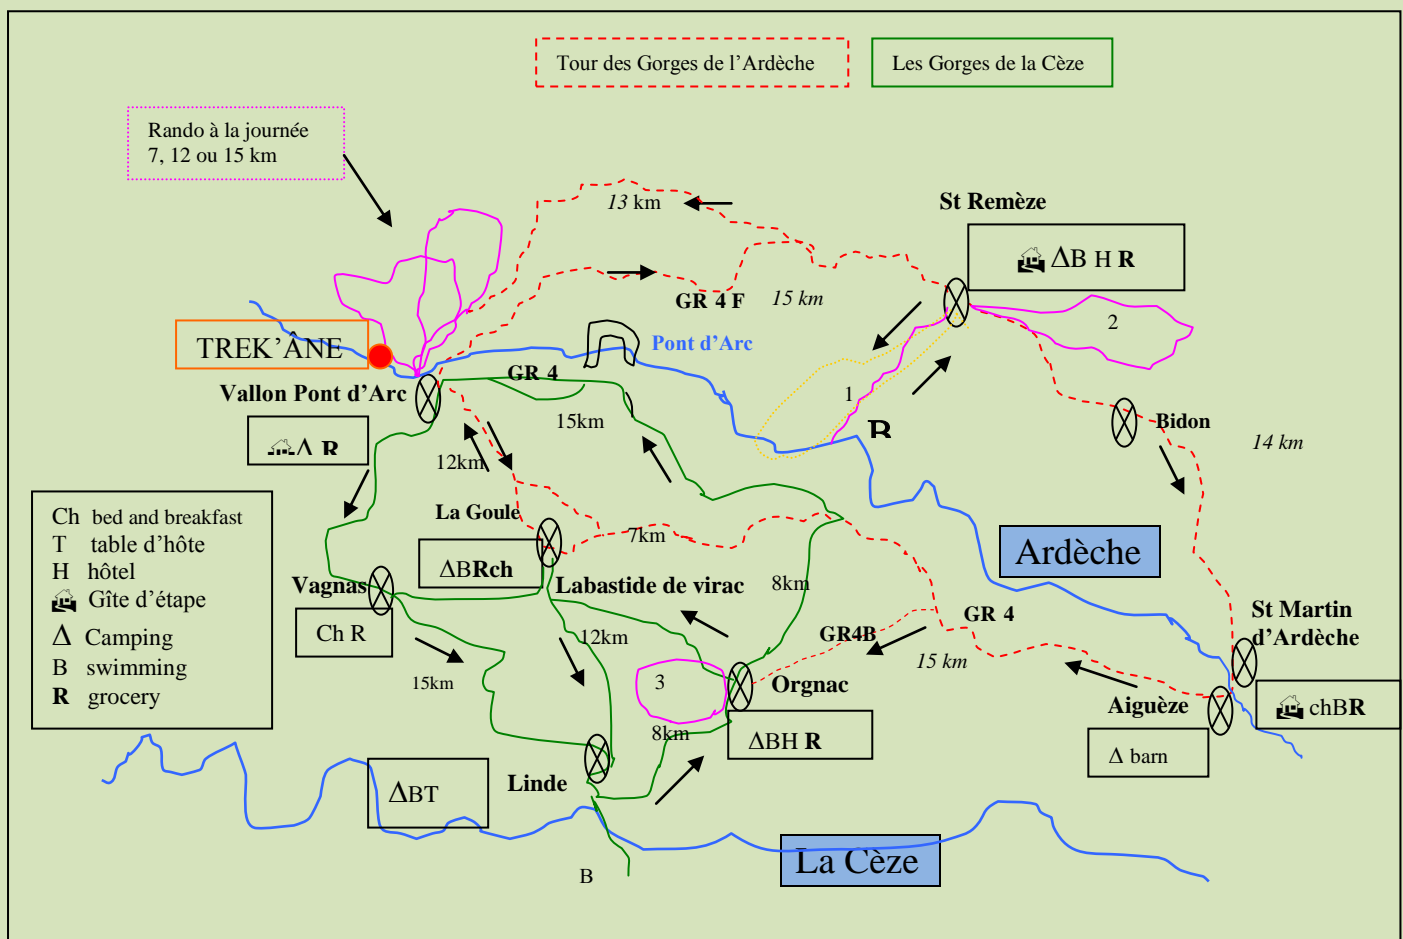 Tour des Gorges de l’Ardèche
Les Gorges de la Cèze
Rando à la journée
7, 12 ou 15 km
13 km
St Remèze
ΔB H R
GR 4 F
15 km
2
TREK’ÂNE
Pont d’Arc
Vallon Pont d’Arc
GR 4
1
B
Bidon
15km
14 km
Δ R
12km
La Goule
7km
Ardèche
ΔBRch
Labastide de virac
8km
Vagnas
Ch R
12km
GR4B
GR 4
15 km
St Martin
d’Ardèche
15km
3
Orgnac
Aiguèze
chBR
8km
ΔBH R
Δ barn
Ch bed and breakfast
T table d’hôte
H hôtel
Gîte d’étape
Δ Camping
B swimming
R grocery
Linde
ΔBT
La Cèze
B